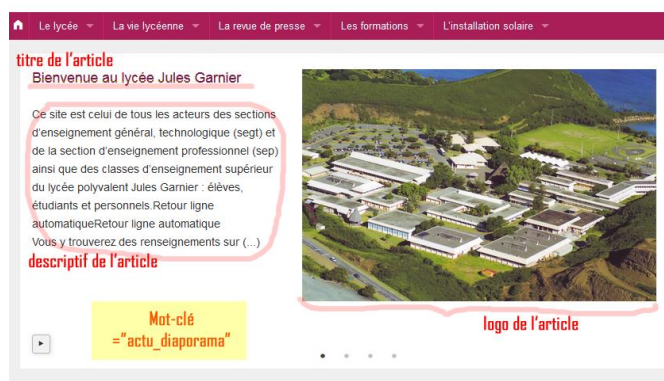 Le lycée La vie lycéenne La revue de presse Les formations L'installation solaire
titre de l'article
Bienvenue au lycée Jules Garnier
Ce site est celui de tous les acteurs des sections
d'enseignement général, technologique (segt) et
de la section d'enseignement professionnel (sep)
ainsi que des classes d'enseignement supérieur
du lycée polyvalent Jules Garnier : élèves,
étudiants et personnels.Retour ligne
automatiqueRetour ligne automatique
Vous y trouverez des renseignements sur (...)
descriptif de l'article
Mot-clé
="actu_diaporama"
logo de l'article